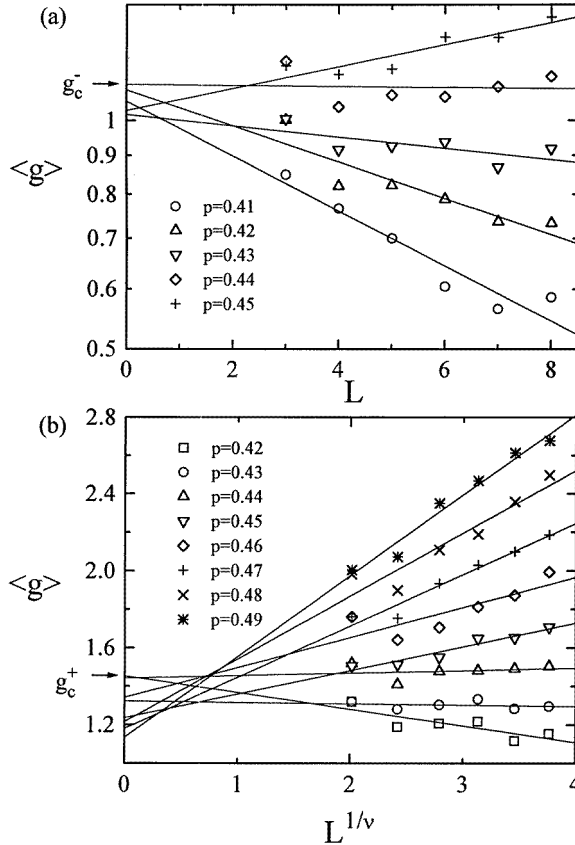 (a)
g_c^-
1
0.9
<g>
0.8
0.7
0.6
0.5
○ p=0.41
△ p=0.42
▽ p=0.43
◇ p=0.44
+ p=0.45
0 2 4 6 8
L
(b)
2.8
2.4
<g>
2.0
1.6
g_c^+
1.2
□ p=0.42
○ p=0.43
△ p=0.44
▽ p=0.45
◇ p=0.46
+ p=0.47
× p=0.48
✱ p=0.49
0 1 2 3 4
L^{1/ν}